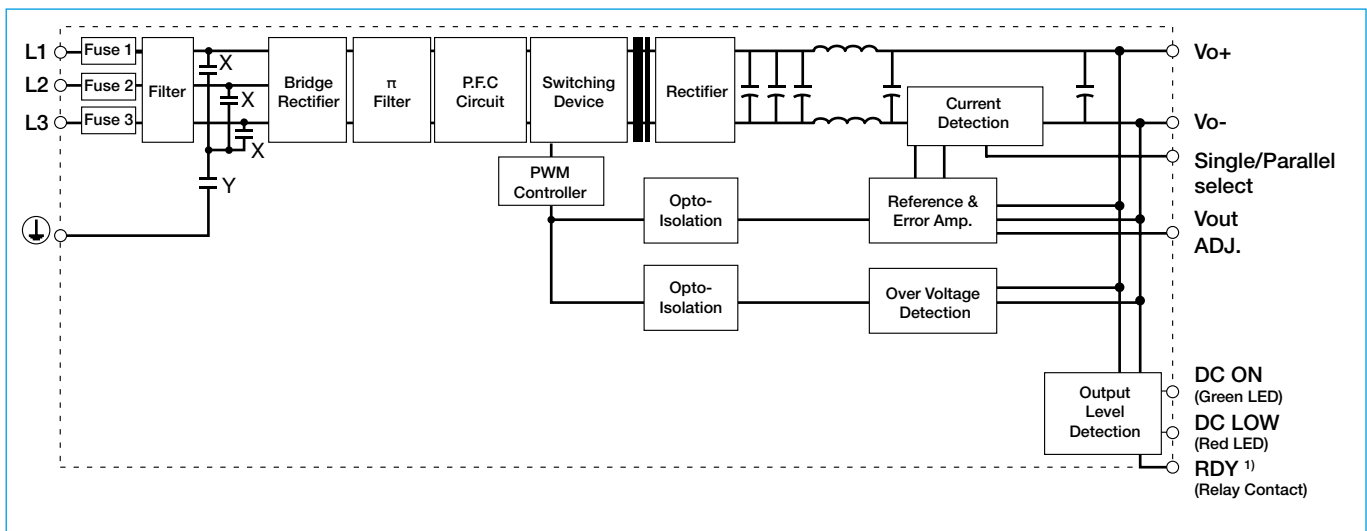 L1
Fuse 1
L2
Fuse 2
L3
Fuse 3
Filter
X
X
X
Y
Bridge
Rectifier
π
Filter
P.F.C
Circuit
Switching
Device
Rectifier
Current
Detection
Vo+
Vo-
Single/Parallel
select
PWM
Controller
Opto-
Isolation
Reference &
Error Amp.
Vout
ADJ.
Opto-
Isolation
Over Voltage
Detection
Output
Level
Detection
DC ON
(Green LED)
DC LOW
(Red LED)
RDY 1)
(Relay Contact)